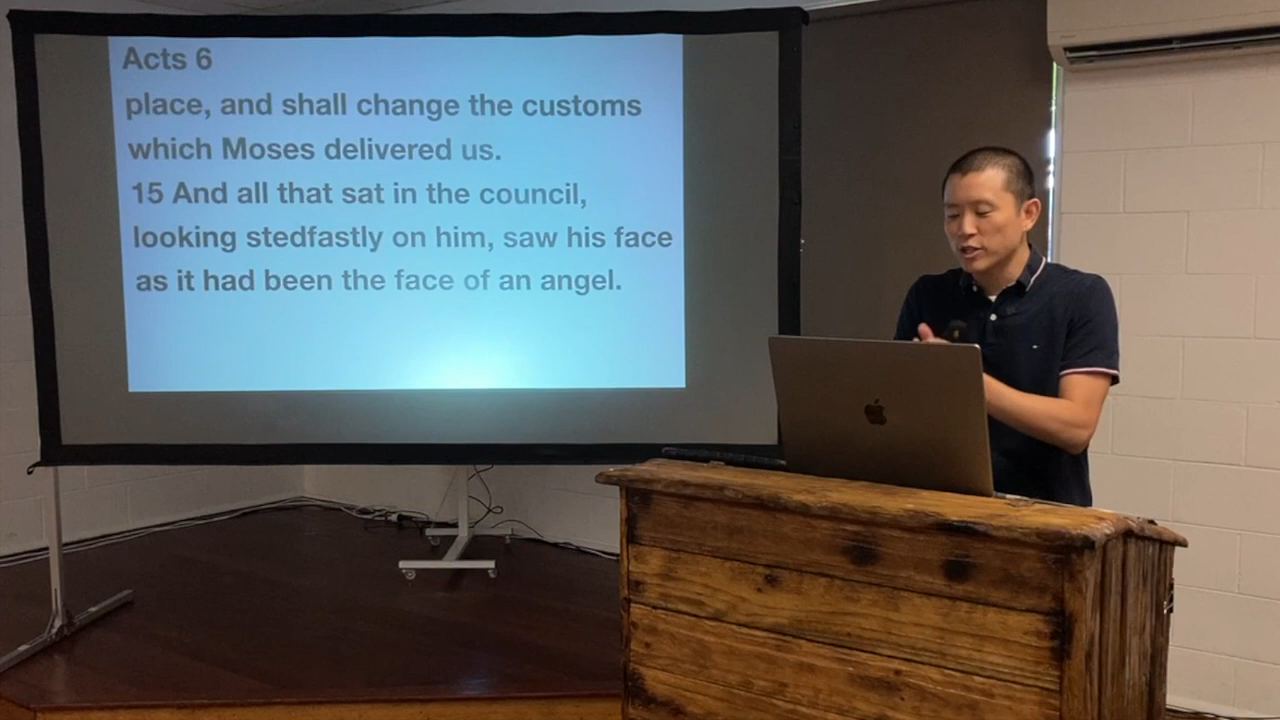 Acts 6
place, and shall change the customs
which Moses delivered us.
15 And all that sat in the council,
looking stedfastly on him, saw his face
as it had been the face of an angel.